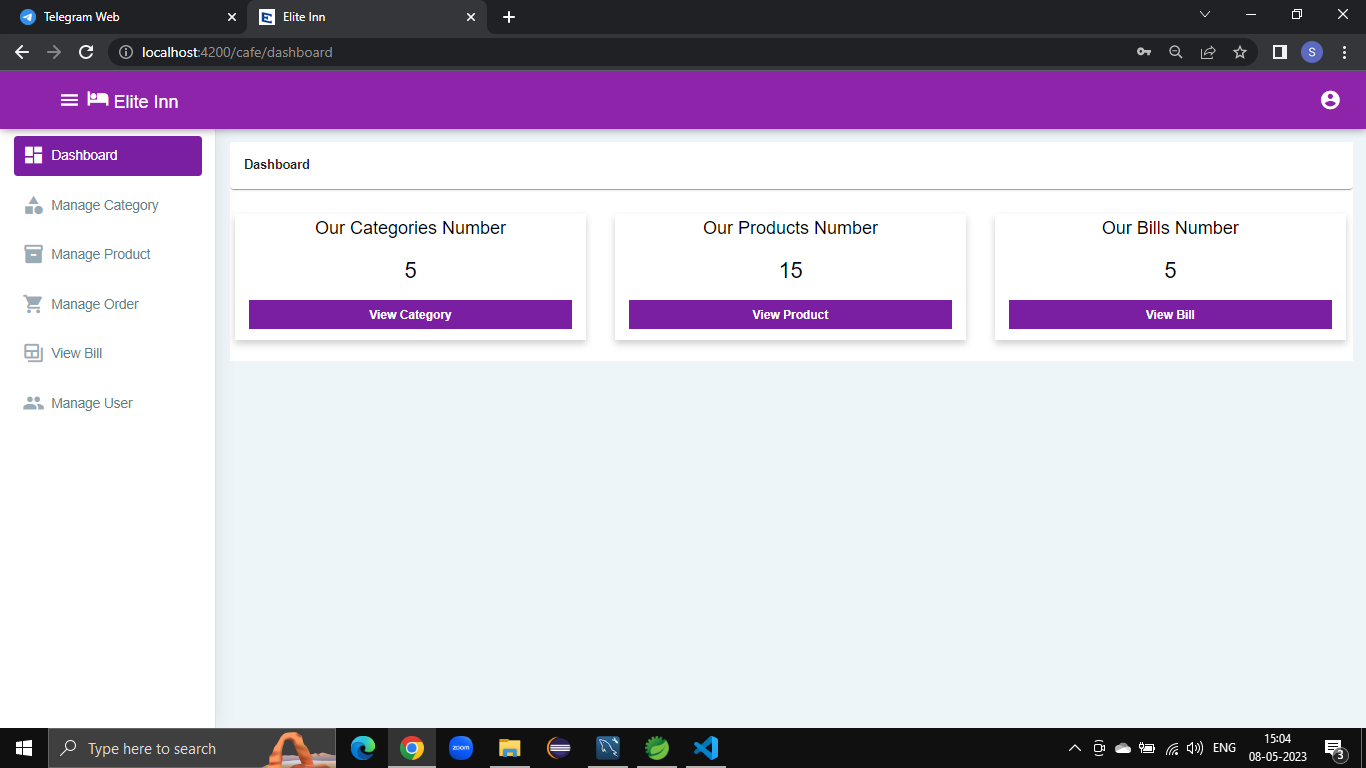 Telegram Web
Elite Inn
localhost:4200/cafe/dashboard
S
Elite Inn
Dashboard
Manage Category
Manage Product
Manage Order
View Bill
Manage User
Dashboard
Our Categories Number
5
View Category
Our Products Number
15
View Product
Our Bills Number
5
View Bill
Type here to search
zoom
ENG
15:04
08-05-2023
3